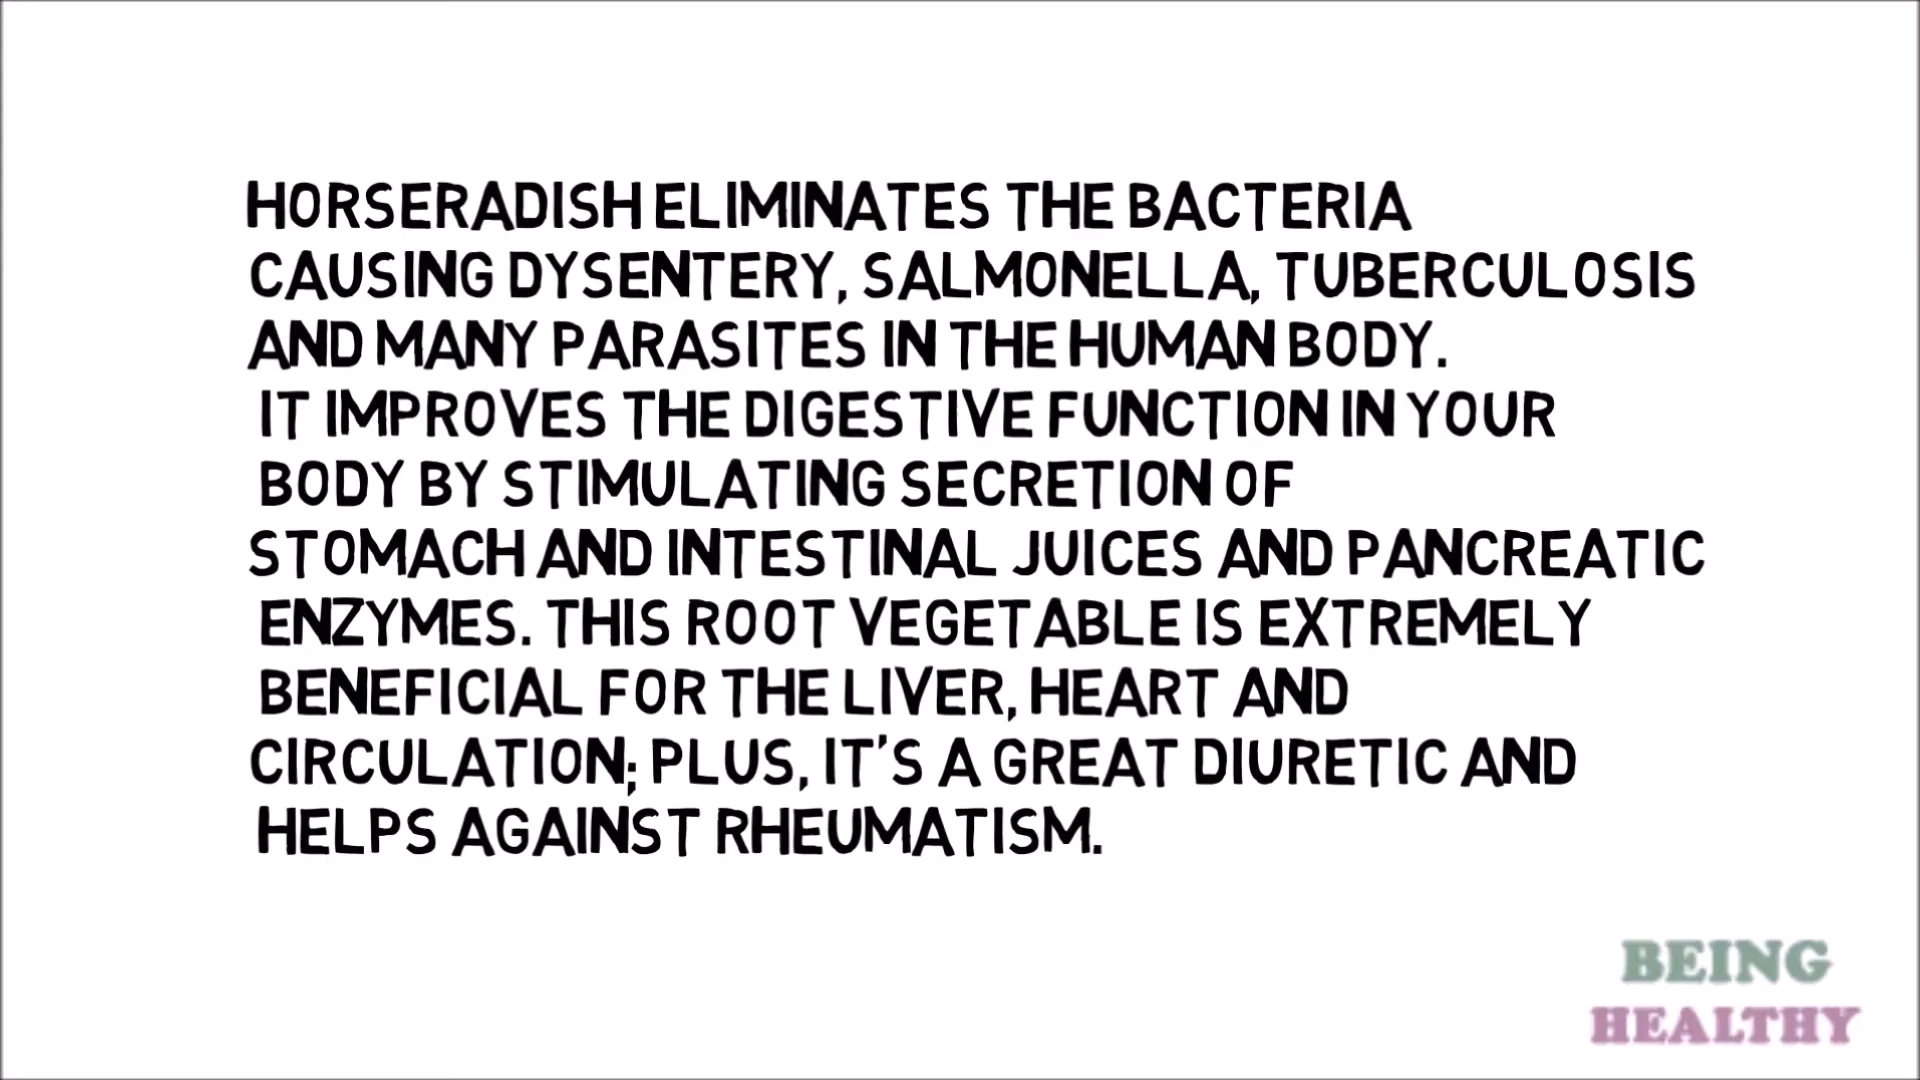 HORSERADISH ELIMINATES THE BACTERIA
CAUSING DYSENTERY, SALMONELLA, TUBERCULOSIS
AND MANY PARASITES IN THE HUMAN BODY.
IT IMPROVES THE DIGESTIVE FUNCTION IN YOUR
BODY BY STIMULATING SECRETION OF
STOMACH AND INTESTINAL JUICES AND PANCREATIC
ENZYMES. THIS ROOT VEGETABLE IS EXTREMELY
BENEFICIAL FOR THE LIVER, HEART AND
CIRCULATION; PLUS, IT'S A GREAT DIURETIC AND
HELPS AGAINST RHEUMATISM.
BEING
HEALTHY